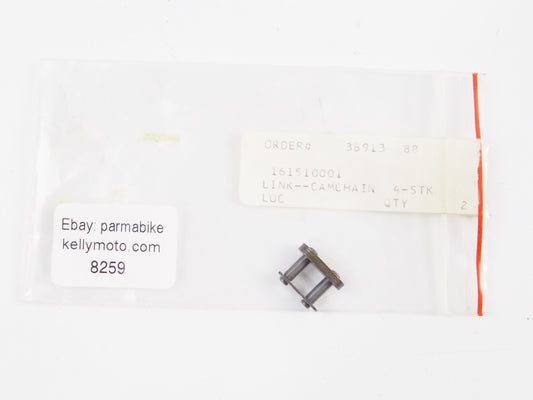 ORDER# 38913 88
161510001
LINK--CAMCHAIN 4-STK
LOC QTY 2
Ebay: parmabike
kellymoto.com
8259